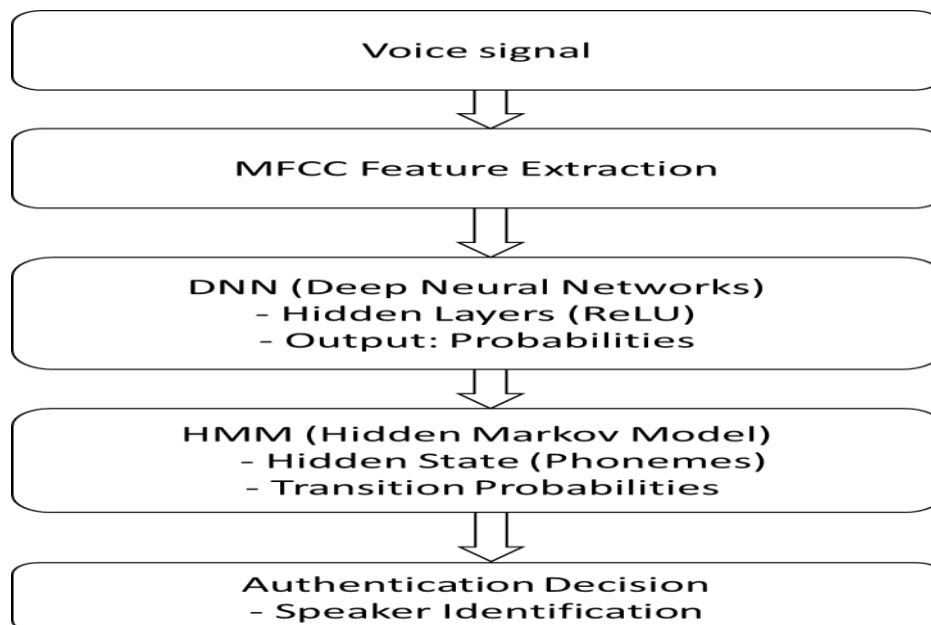 Voice signal
MFCC Feature Extraction
DNN (Deep Neural Networks)
- Hidden Layers (ReLU)
- Output: Probabilities
HMM (Hidden Markov Model)
- Hidden State (Phonemes)
- Transition Probabilities
Authentication Decision
- Speaker Identification